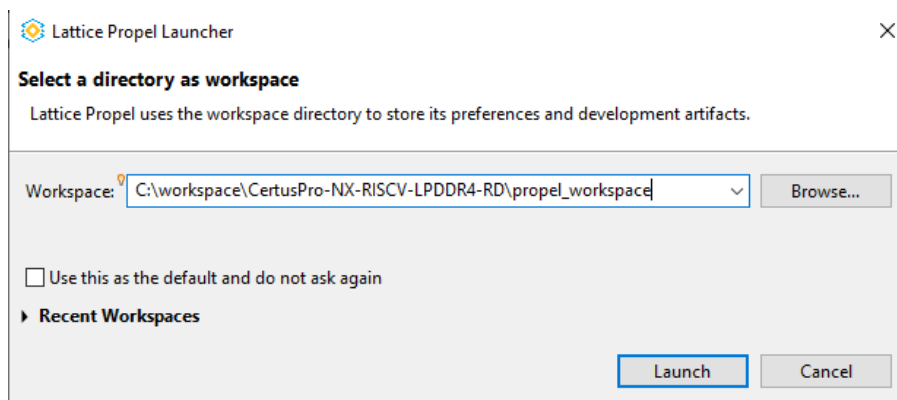 Lattice Propel Launcher
Select a directory as workspace
Lattice Propel uses the workspace directory to store its preferences and development artifacts.
Workspace: C:\workspace\CertusPro-NX-RISCV-LPDDR4-RD\propel_workspace Browse...
Use this as the default and do not ask again
Recent Workspaces
Launch Cancel